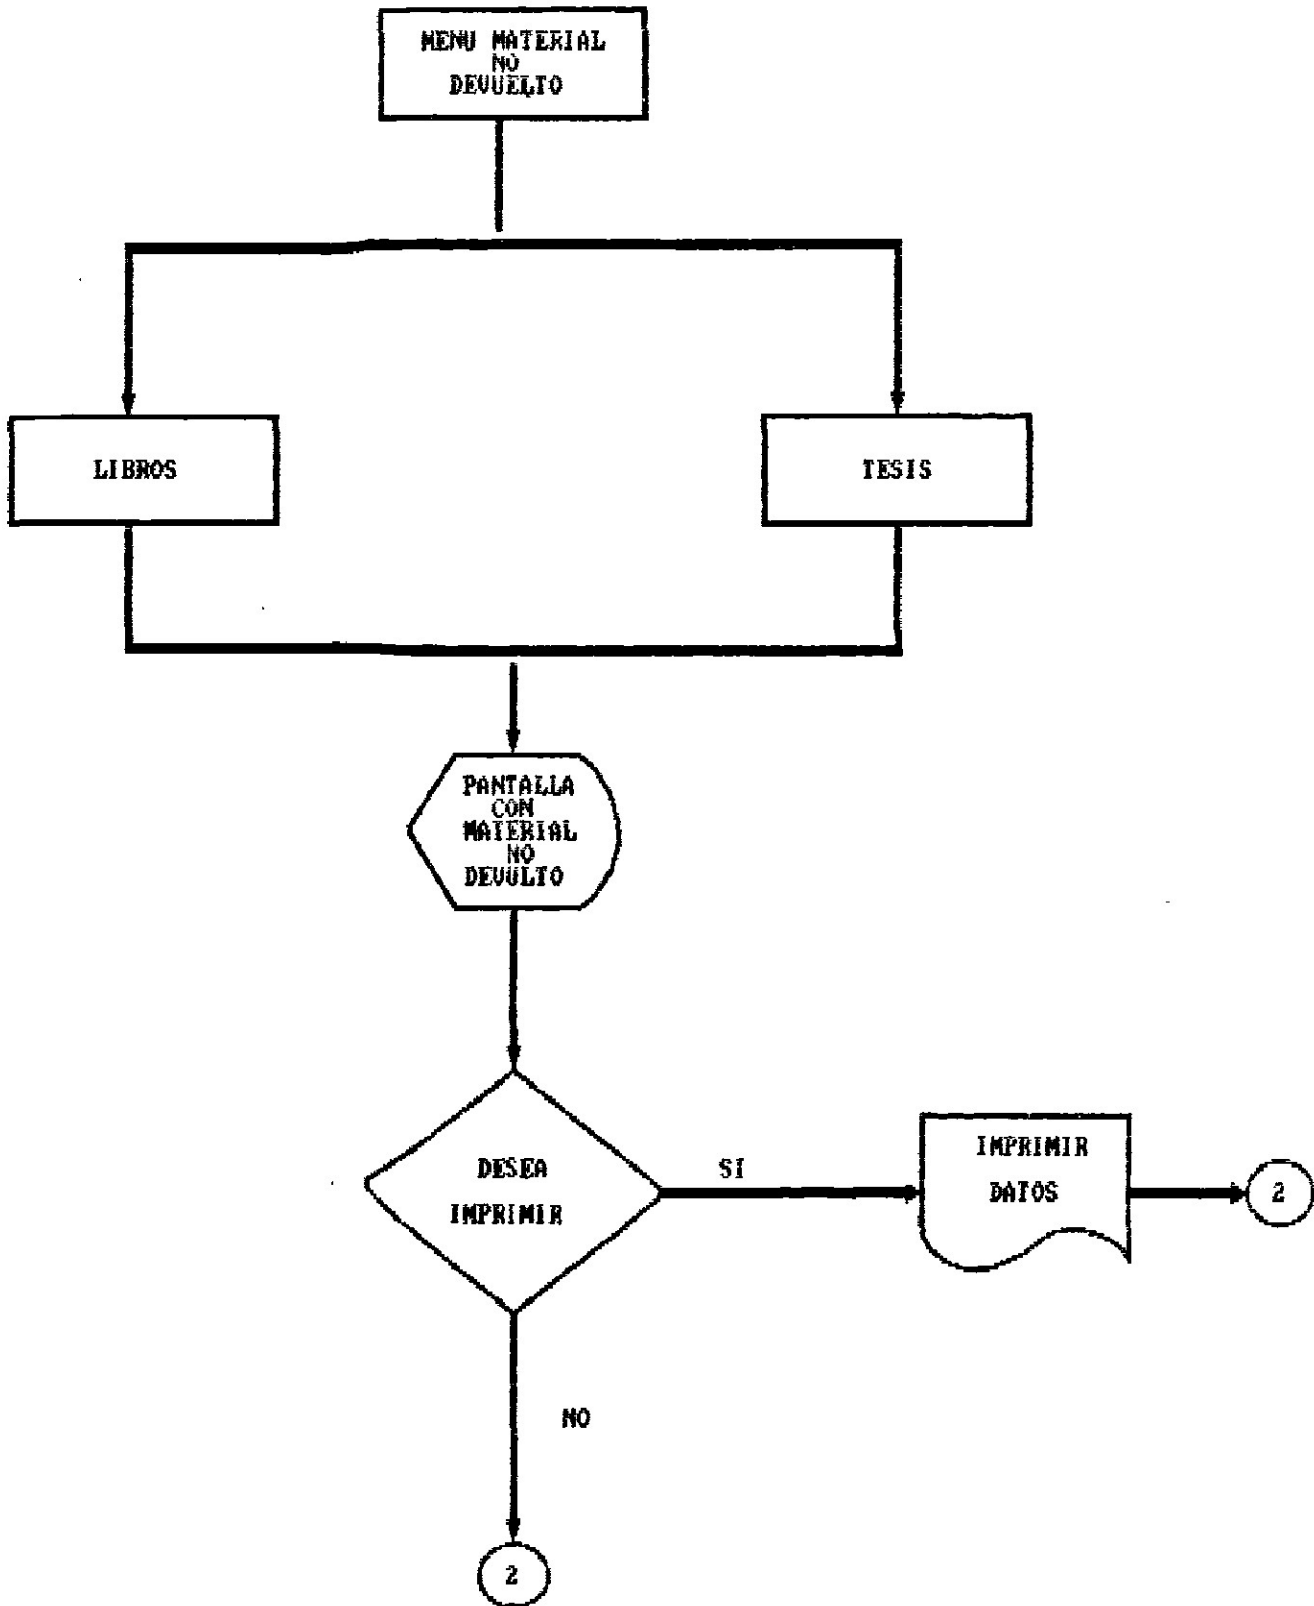 MENU MATERIAL
NO
DEVUELTO
LIBROS
TESIS
PANTALLA
CON
MATERIAL
NO
DEVULTO
DESEA
IMPRIMIR
SI
IMPRIMIR
DATOS
2
NO
2